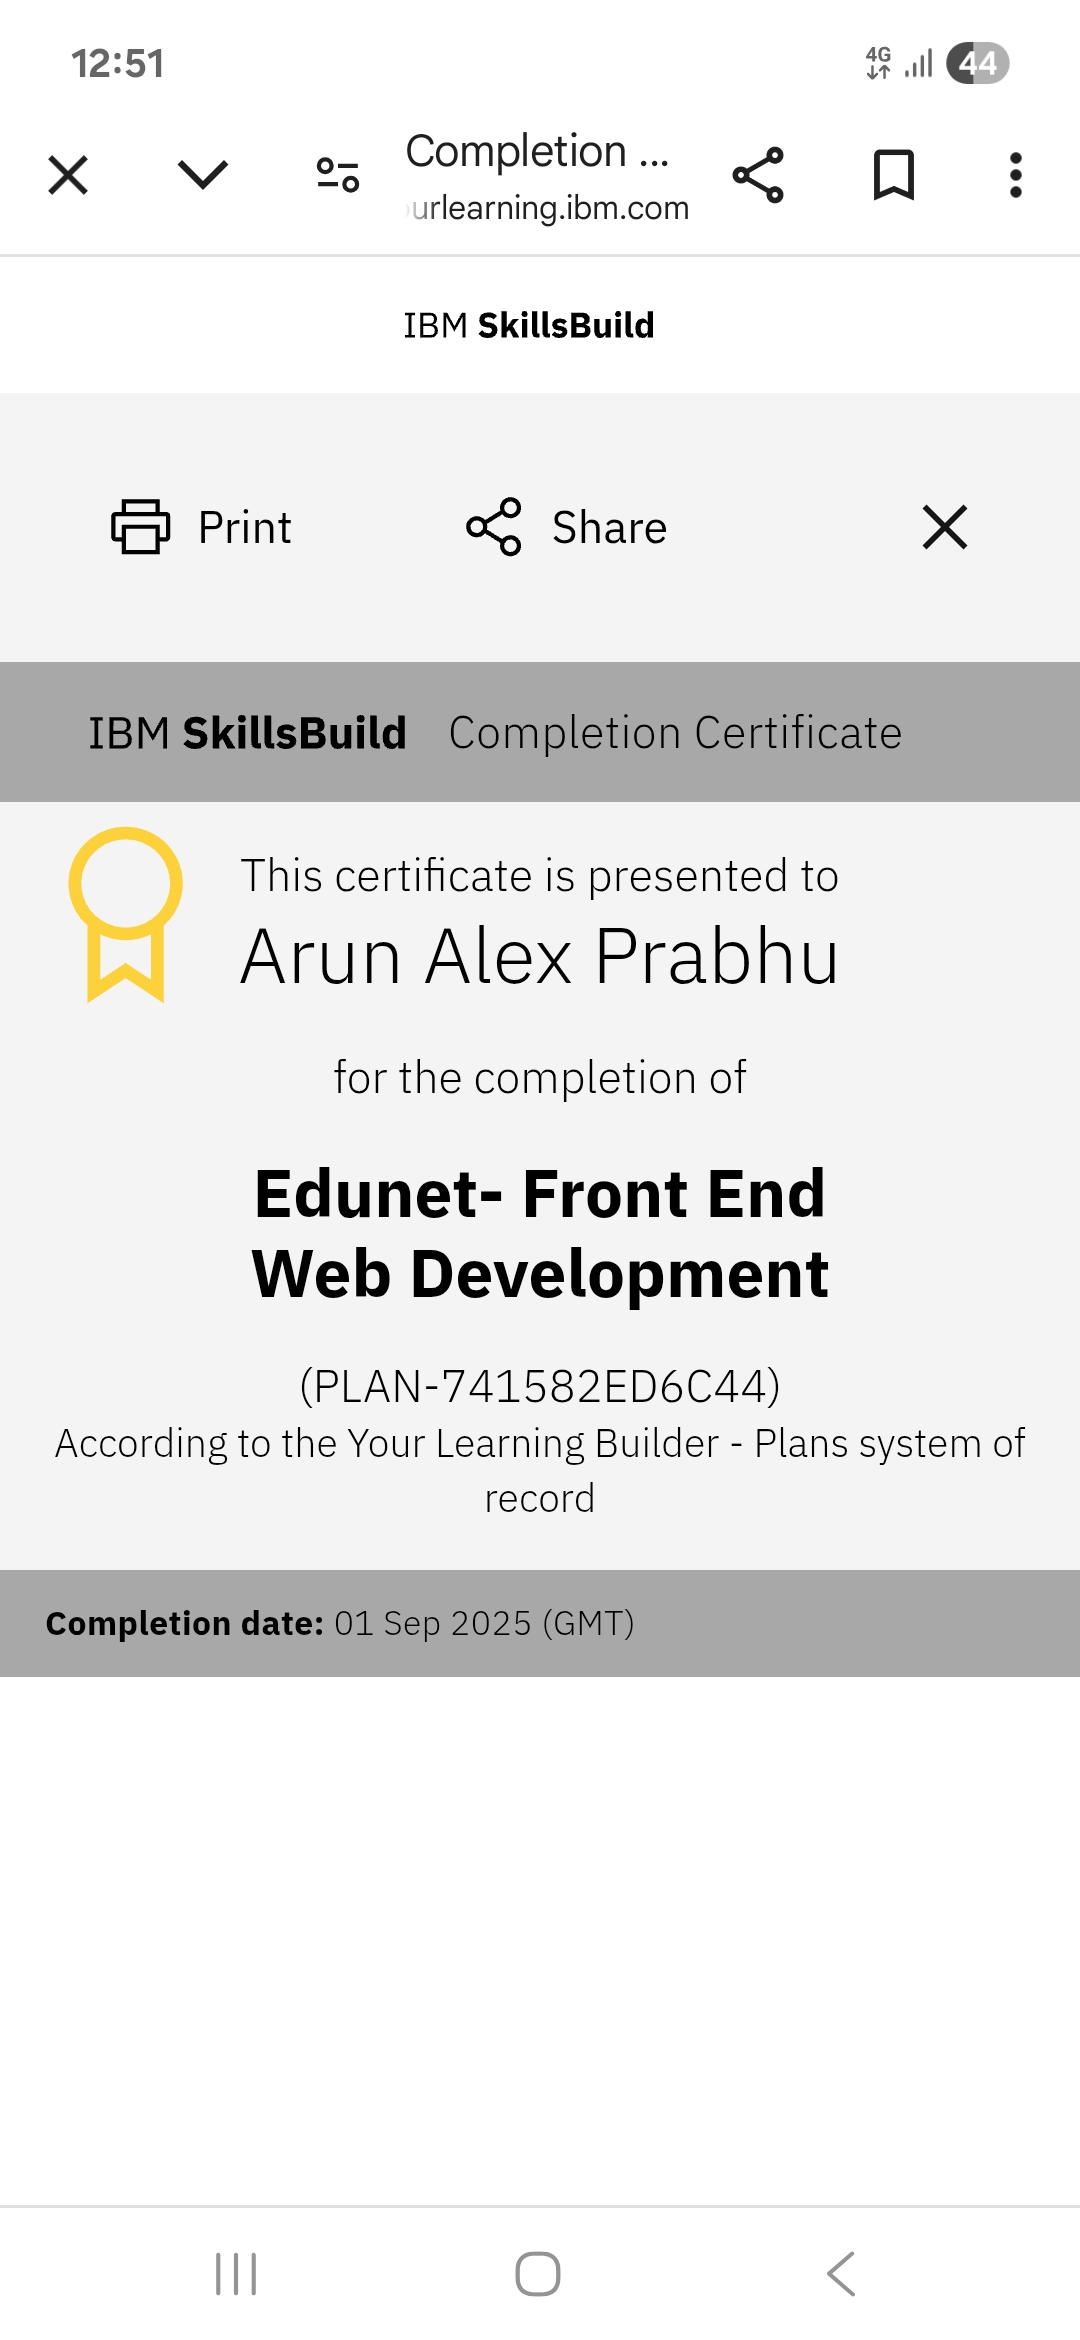 12:51
4G
44
Completion ...
urlearning.ibm.com
IBM SkillsBuild
Print
Share
IBM SkillsBuild Completion Certificate
This certificate is presented to
Arun Alex Prabhu
for the completion of
Edunet- Front End
Web Development
(PLAN-741582ED6C44)
According to the Your Learning Builder - Plans system of
record
Completion date: 01 Sep 2025 (GMT)